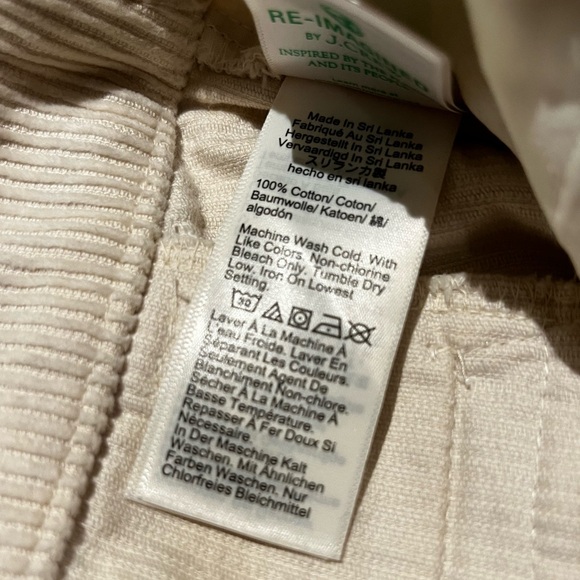 RE-IMAGINED
BY J.CREW
INSPIRED BY THE
AND ITS
Made In Sri Lanka
Fabriqué Au Sri Lanka
Hergestellt In Sri Lanka
Vervaardigd In Sri Lanka
スリランカ製
hecho en sri lanka
100% Cotton/ Coton/
Baumwolle/ Katoen/ 綿/
algodón
Machine Wash Cold. With
Like Colors. Non-chlorine
Bleach Only. Tumble Dry
Low. Iron On Lowest
Setting.
30
Laver À La Machine À
L'eau Froide. Laver En
Séparant Les Couleurs.
Seulement Agent De
Blanchiment Non-chlore.
Sécher À La Machine À
Basse Température.
Repasser À Fer Doux Si
Nécessaire.
In Der Maschine Kalt
Waschen. Mit Ähnlichen
Farben Waschen. Nur
Chlorfreies Bleichmittel